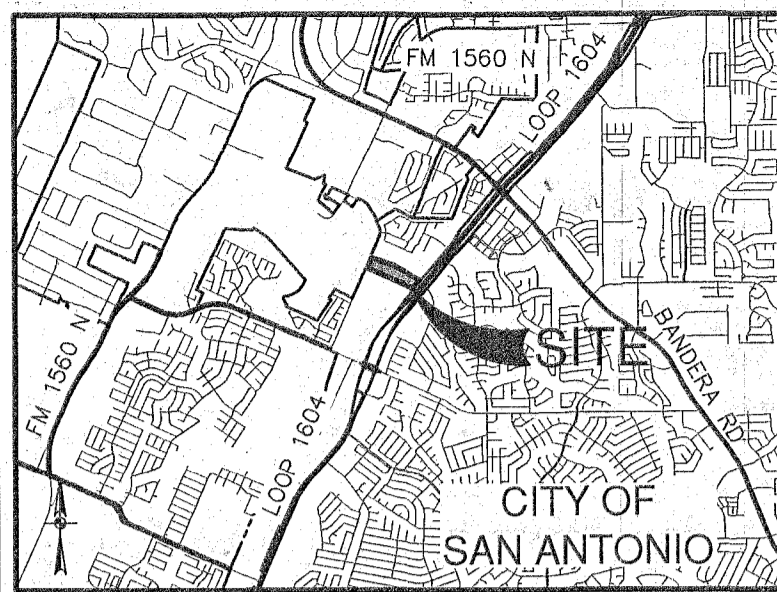 FM 1560 N
LOOP 1604
SITE
BANDERA RD
FM 1560 N
LOOP 1604
CITY OF
SAN ANTONIO